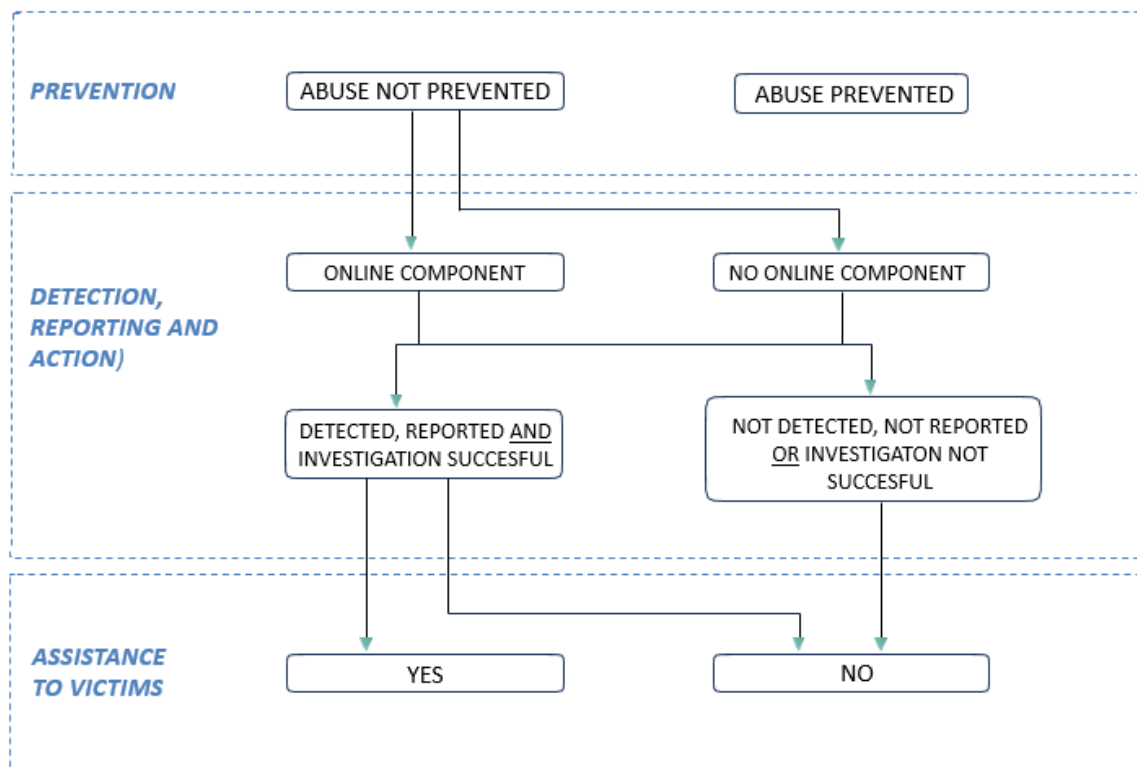 PREVENTION
ABUSE NOT PREVENTED
ABUSE PREVENTED
ONLINE COMPONENT
NO ONLINE COMPONENT
DETECTION,
REPORTING AND
ACTION)
DETECTED, REPORTED AND
INVESTIGATION SUCCESFUL
NOT DETECTED, NOT REPORTED
OR INVESTIGATON NOT
SUCCESFUL
ASSISTANCE
TO VICTIMS
YES
NO